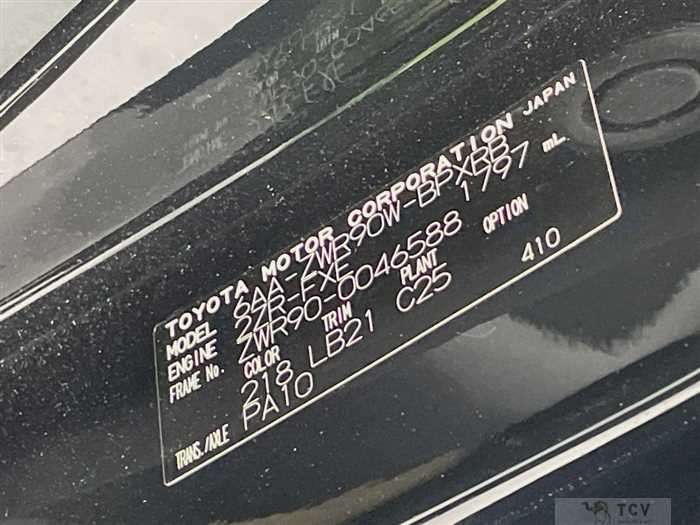 TOYOTA MOTOR CORPORATION JAPAN
MODEL 6AA-ZWR90W-BPXBB
ENGINE 2ZR-FXE 1797 mL
FRAME No. ZWR90-0046588
COLOR TRIM PLANT OPTION
218 LB21 C25 410
TRANS./AXLE PA10
TCV